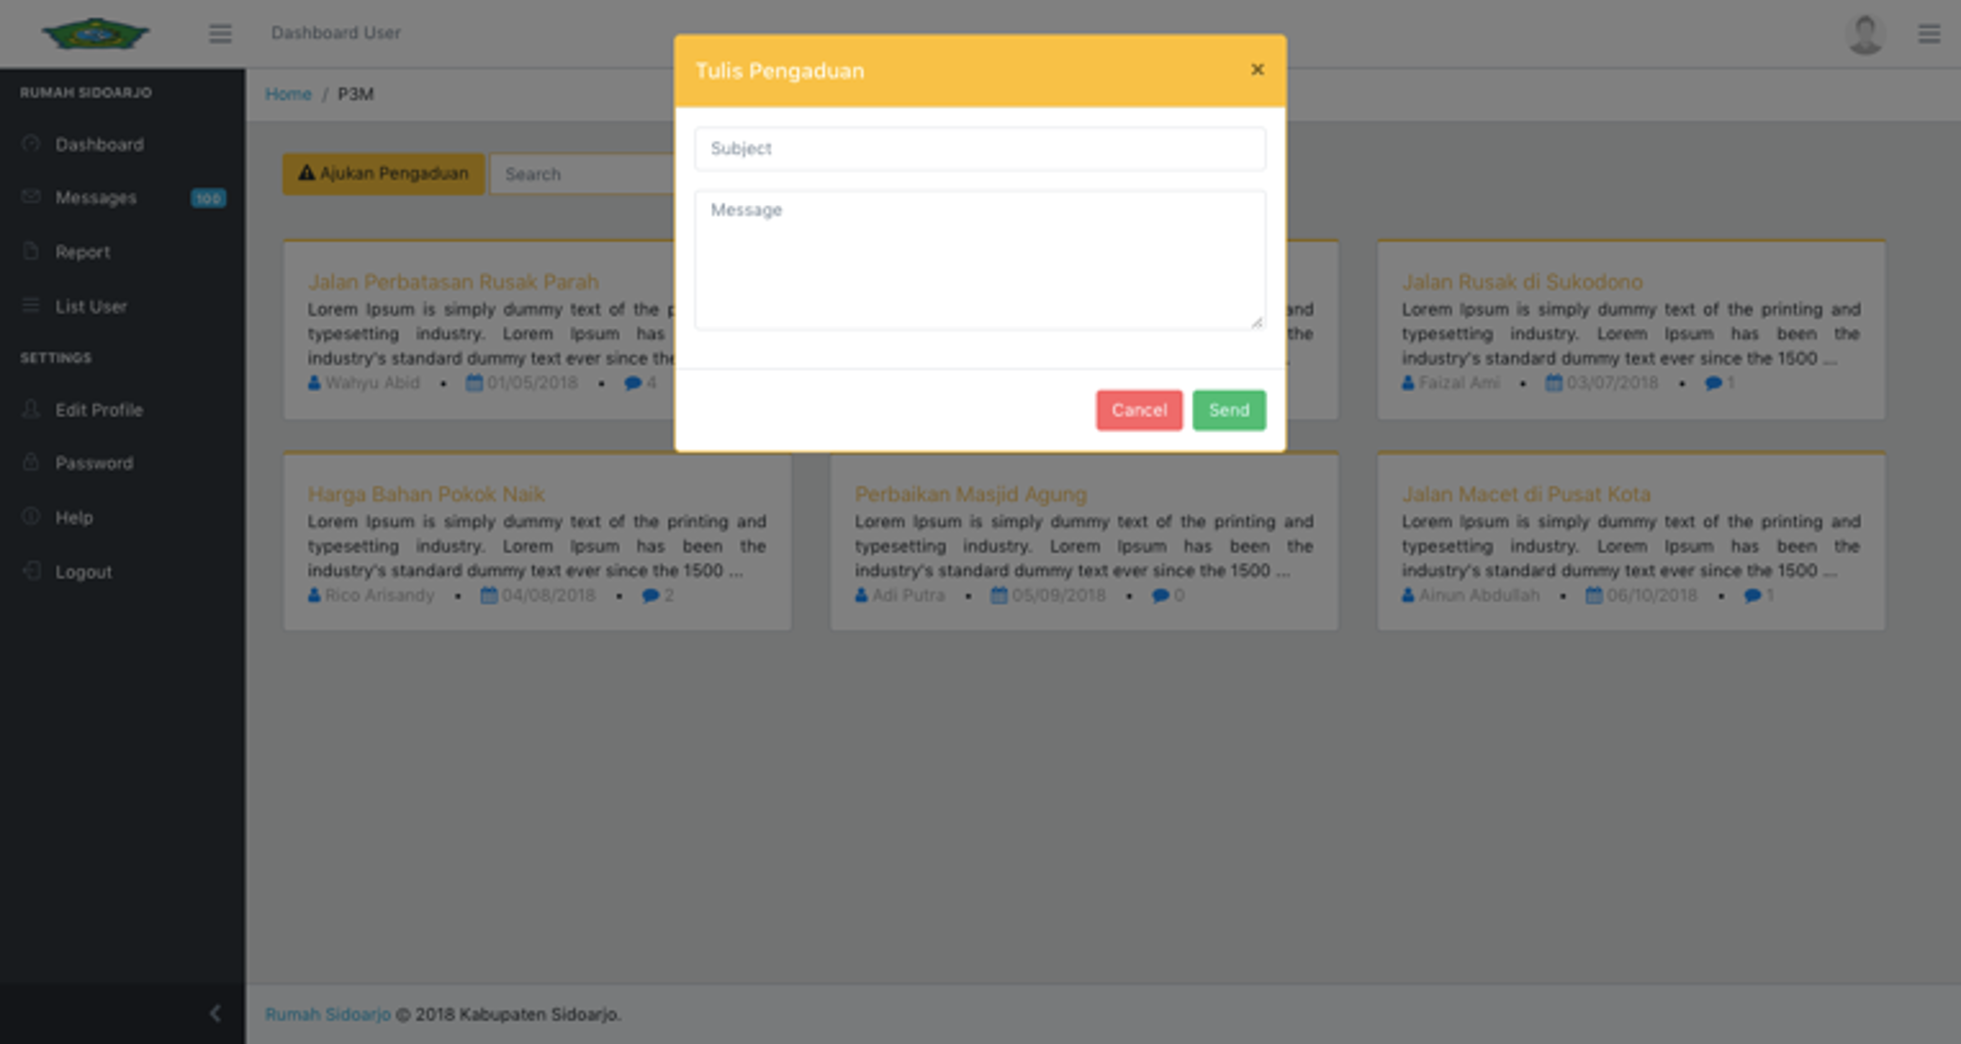 Dashboard User
RUMAH SIDOARJO
Dashboard
Messages 100
Report
List User
SETTINGS
Edit Profile
Password
Help
Logout
Home / P3M
Ajukan Pengaduan
Search
Tulis Pengaduan ×
Subject
Message
Cancel Send
Jalan Perbatasan Rusak Parah
Lorem Ipsum is simply dummy text of the p
typesetting industry. Lorem Ipsum has
industry's standard dummy text ever since the
Wahyu Abid • 01/05/2018 • 4
and
the
Jalan Rusak di Sukodono
Lorem Ipsum is simply dummy text of the printing and
typesetting industry. Lorem Ipsum has been the
industry's standard dummy text ever since the 1500 ...
Faizal Ami • 03/07/2018 • 1
Harga Bahan Pokok Naik
Lorem Ipsum is simply dummy text of the printing and
typesetting industry. Lorem Ipsum has been the
industry's standard dummy text ever since the 1500 ...
Rico Arisandy • 04/08/2018 • 2
Perbaikan Masjid Agung
Lorem Ipsum is simply dummy text of the printing and
typesetting industry. Lorem Ipsum has been the
industry's standard dummy text ever since the 1500 ...
Adi Putra • 05/09/2018 • 0
Jalan Macet di Pusat Kota
Lorem Ipsum is simply dummy text of the printing and
typesetting industry. Lorem Ipsum has been the
industry's standard dummy text ever since the 1500 ...
Ainun Abdullah • 06/10/2018 • 1
Rumah Sidoarjo © 2018 Kabupaten Sidoarjo.